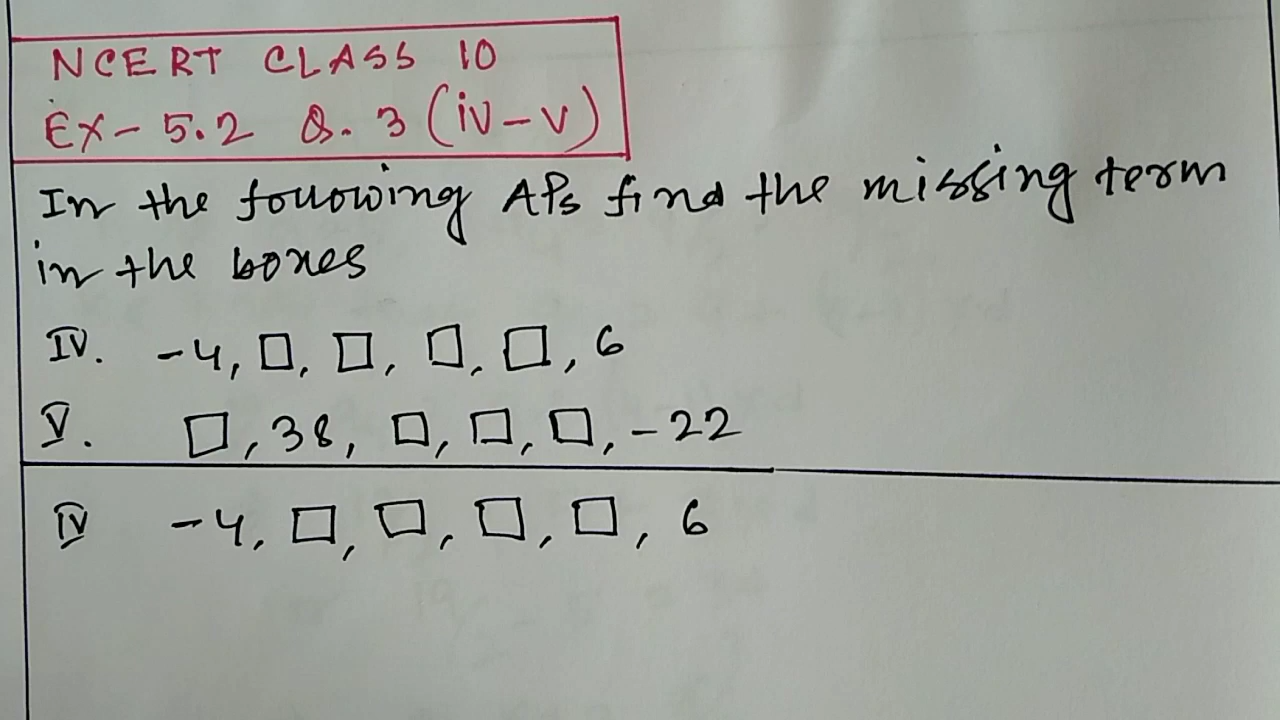 NCERT CLASS 10
EX- 5.2 Q. 3 (iv-v)
In the following APs find the missing term
in the boxes
IV. -4, □, □, □, □, 6
V. □, 38, □, □, □, -22
IV -4, □, □, □, □, 6